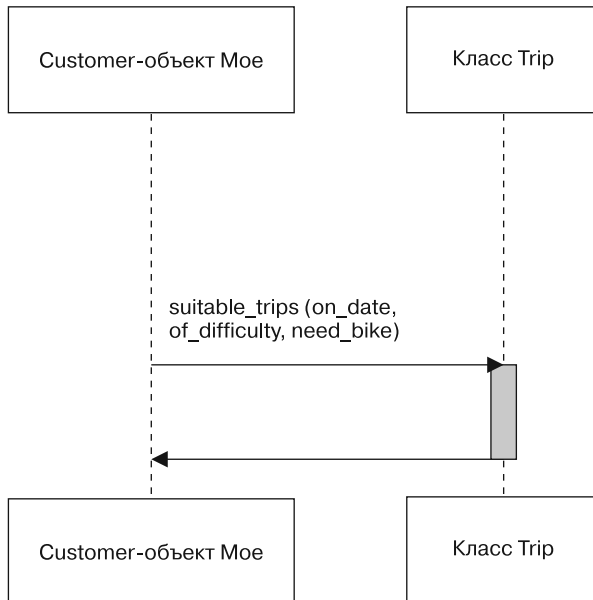 Customer-объект Moe
Класс Trip
suitable_trips (on_date,
of_difficulty, need_bike)
Customer-объект Moe
Класс Trip